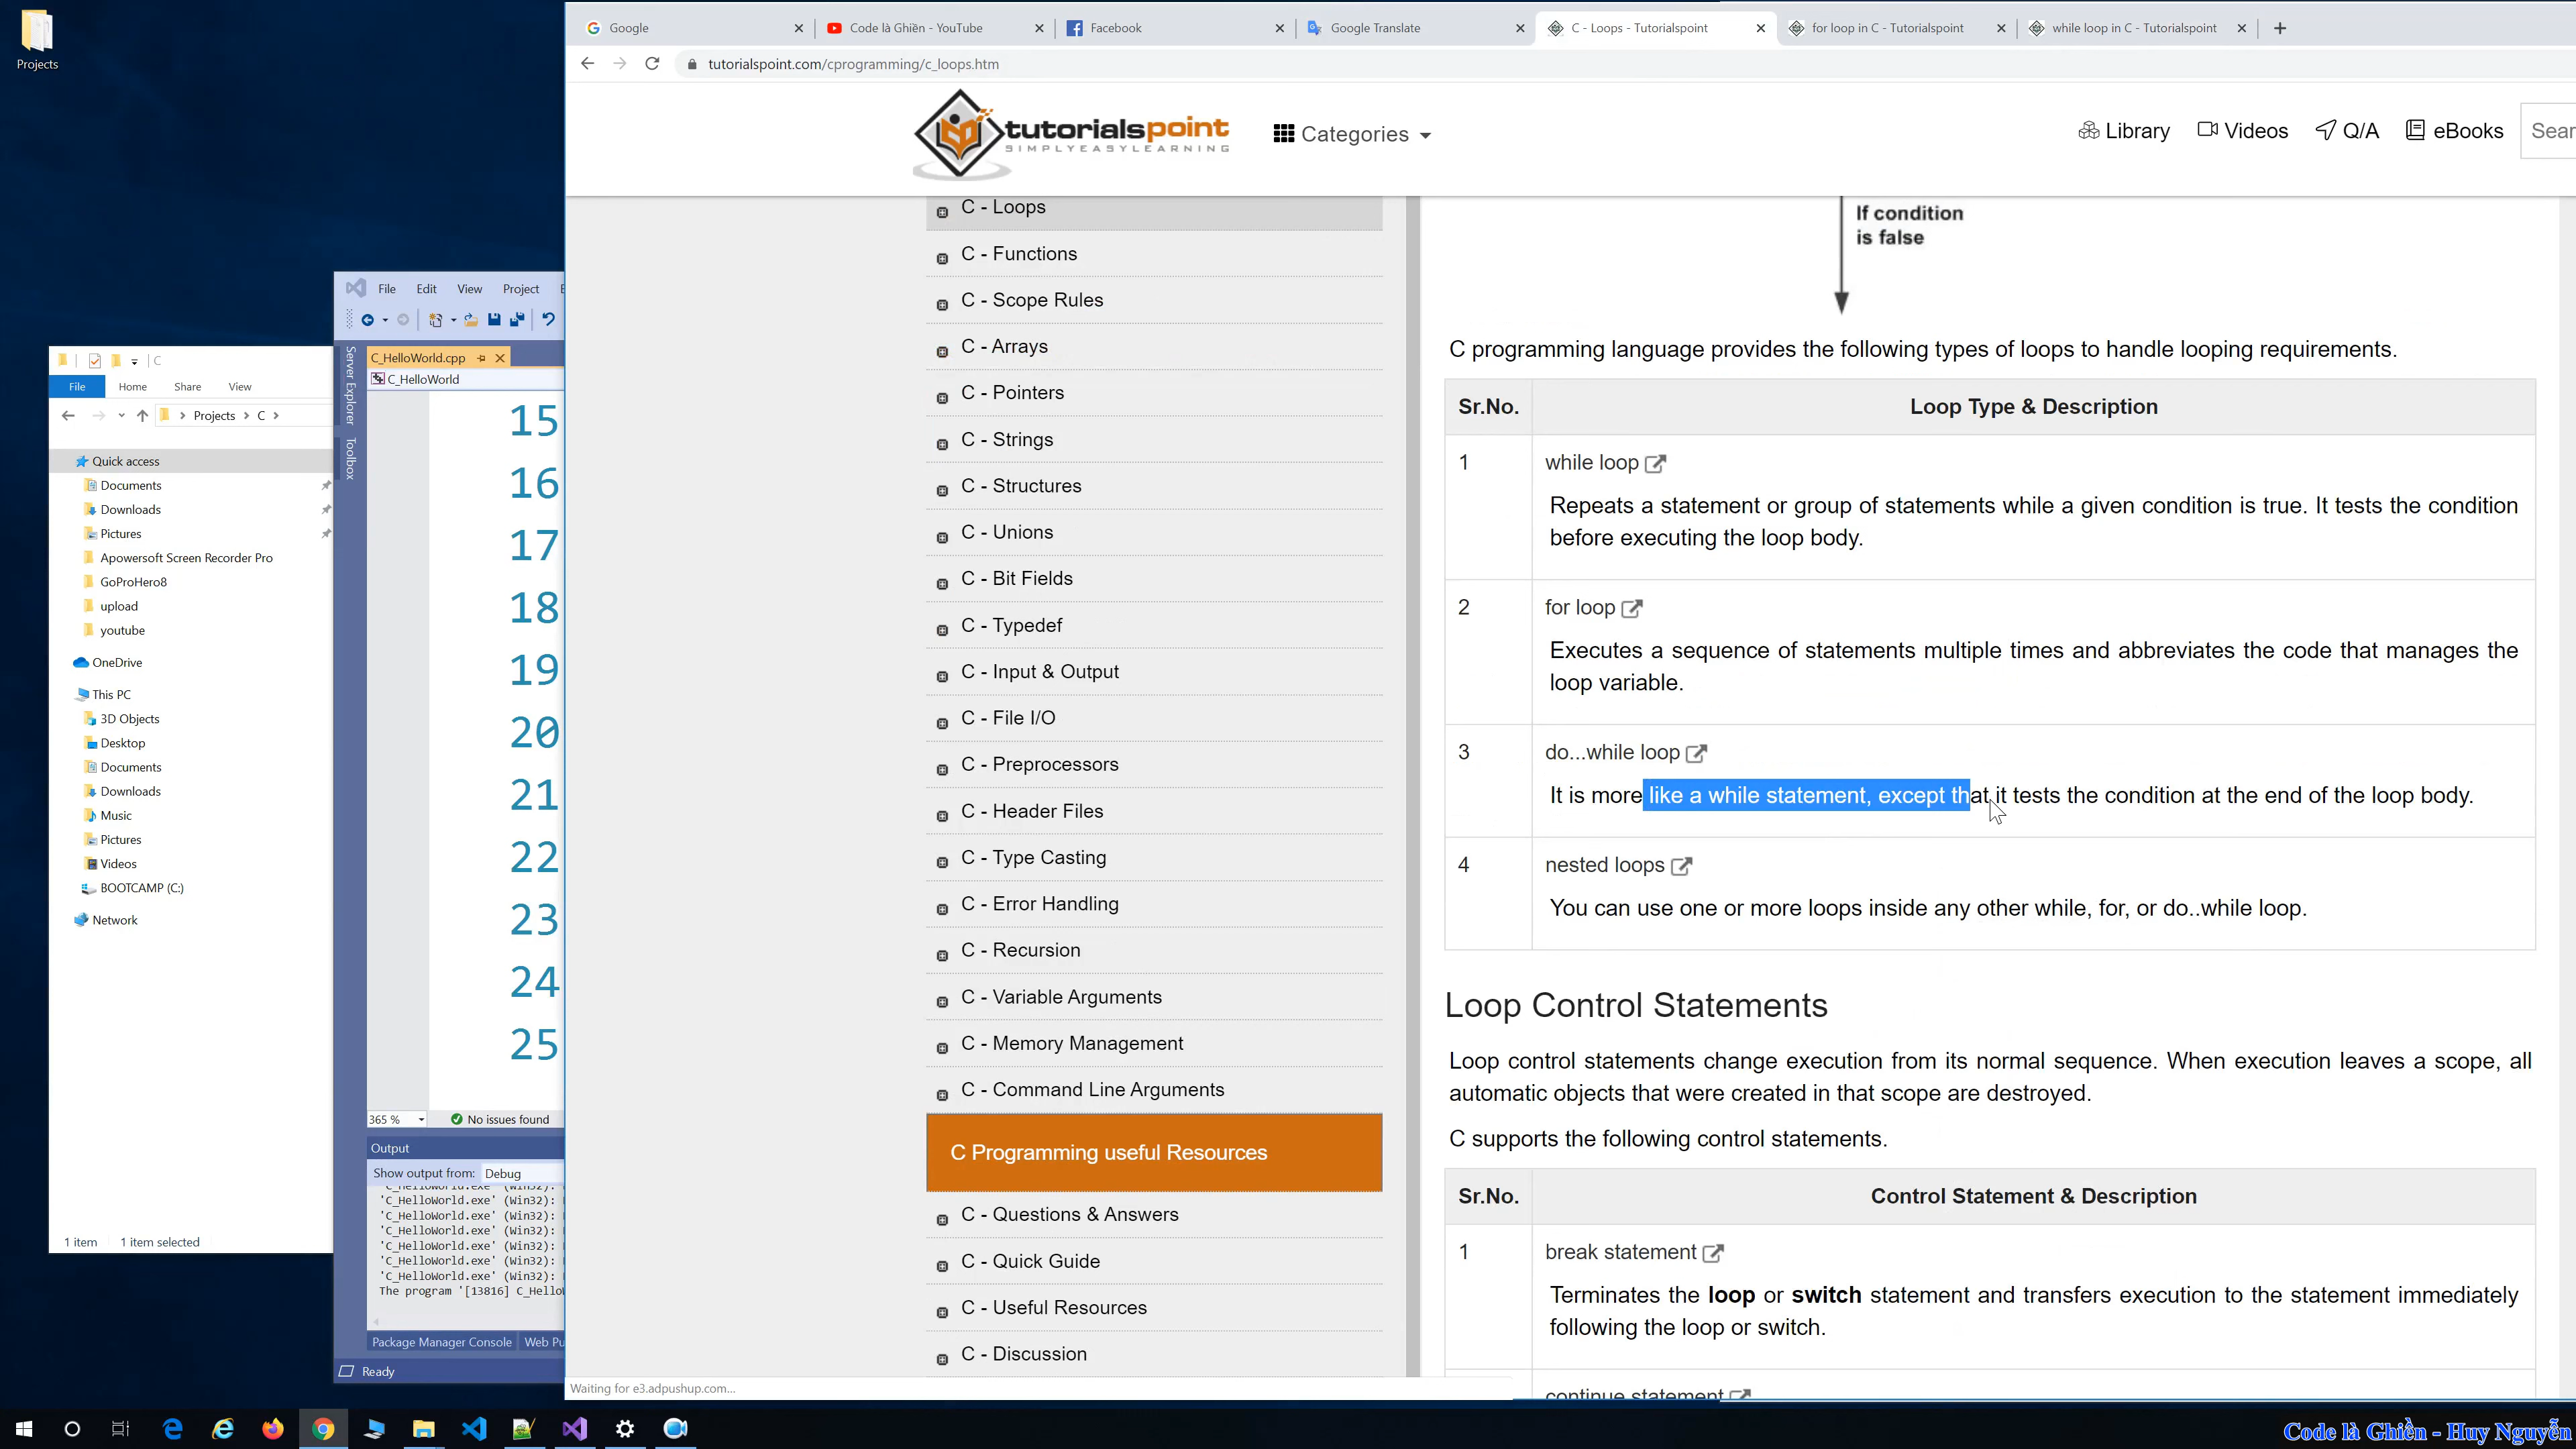 Projects
Google
Code là Ghiền - YouTube
Facebook
Google Translate
C - Loops - Tutorialspoint
for loop in C - Tutorialspoint
while loop in C - Tutorialspoint
tutorialspoint.com/cprogramming/c_loops.htm
tutorialspoint
SIMPLYEASYLEARNING
Categories
Library
Videos
Q/A
eBooks
Sear
File Edit View Project
C_HelloWorld.cpp
C_HelloWorld
Server Explorer
Toolbox
15
16
17
18
19
20
21
22
23
24
25
365 %
No issues found
Output
Show output from: Debug
'C_HelloWorld.exe' (Win32):
'C_HelloWorld.exe' (Win32):
'C_HelloWorld.exe' (Win32):
'C_HelloWorld.exe' (Win32):
'C_HelloWorld.exe' (Win32):
'C_HelloWorld.exe' (Win32):
'C_HelloWorld.exe' (Win32):
The program '[13816] C_HelloW
Package Manager Console Web Pu
Ready
C
File Home Share View
Projects C
Quick access
Documents
Downloads
Pictures
Apowersoft Screen Recorder Pro
GoProHero8
upload
youtube
OneDrive
This PC
3D Objects
Desktop
Documents
Downloads
Music
Pictures
Videos
BOOTCAMP (C:)
Network
1 item 1 item selected
C - Loops
C - Functions
C - Scope Rules
C - Arrays
C - Pointers
C - Strings
C - Structures
C - Unions
C - Bit Fields
C - Typedef
C - Input & Output
C - File I/O
C - Preprocessors
C - Header Files
C - Type Casting
C - Error Handling
C - Recursion
C - Variable Arguments
C - Memory Management
C - Command Line Arguments
C Programming useful Resources
C - Questions & Answers
C - Quick Guide
C - Useful Resources
C - Discussion
Waiting for e3.adpushup.com...
If condition
is false
C programming language provides the following types of loops to handle looping requirements.
Sr.No. Loop Type & Description
1 while loop
Repeats a statement or group of statements while a given condition is true. It tests the condition
before executing the loop body.
2 for loop
Executes a sequence of statements multiple times and abbreviates the code that manages the
loop variable.
3 do...while loop
It is more like a while statement, except that it tests the condition at the end of the loop body.
4 nested loops
You can use one or more loops inside any other while, for, or do..while loop.
Loop Control Statements
Loop control statements change execution from its normal sequence. When execution leaves a scope, all
automatic objects that were created in that scope are destroyed.
C supports the following control statements.
Sr.No. Control Statement & Description
1 break statement
Terminates the loop or switch statement and transfers execution to the statement immediately
following the loop or switch.
continue statement
Code là Ghiền - Huy Nguyễn